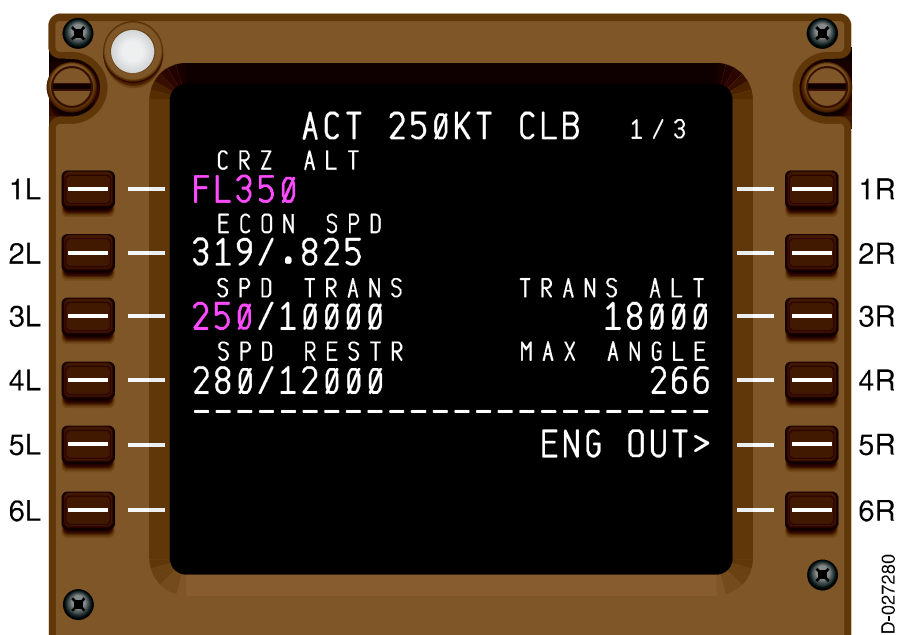 ACT 250KT CLB 1/3
CRZ ALT
1L FL350 1R
ECON SPD
2L 319/.825 2R
SPD TRANS TRANS ALT
3L 250/10000 18000 3R
SPD RESTR MAX ANGLE
4L 280/12000 266 4R
------------------------
5L ENG OUT> 5R
6L 6R
D-027280